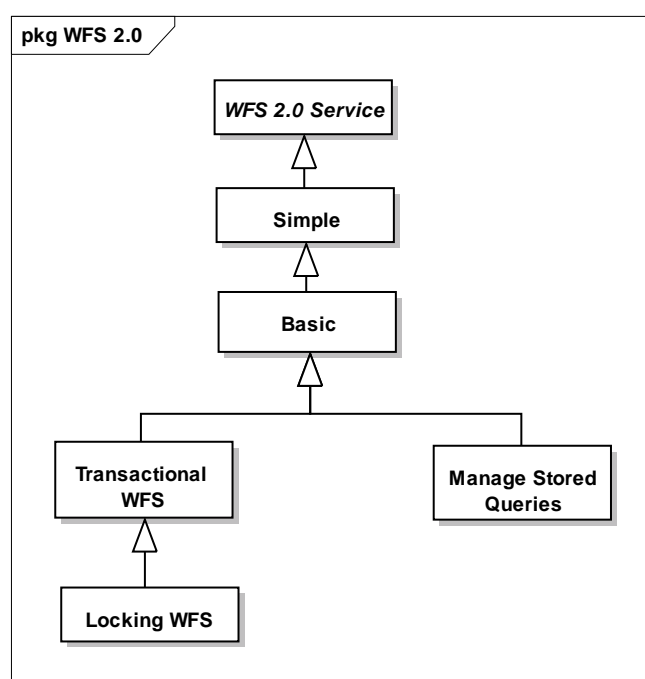 pkg WFS 2.0
WFS 2.0 Service
Simple
Basic
Transactional
WFS
Manage Stored
Queries
Locking WFS